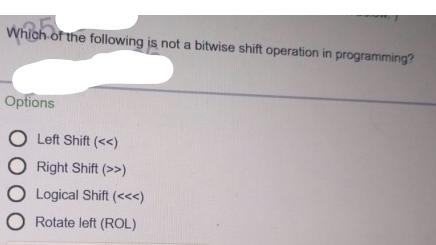 Which of the following is not a bitwise shift operation in programming?
Options
Left Shift (<<)
Right Shift (>>)
Logical Shift (<<<)
Rotate left (ROL)